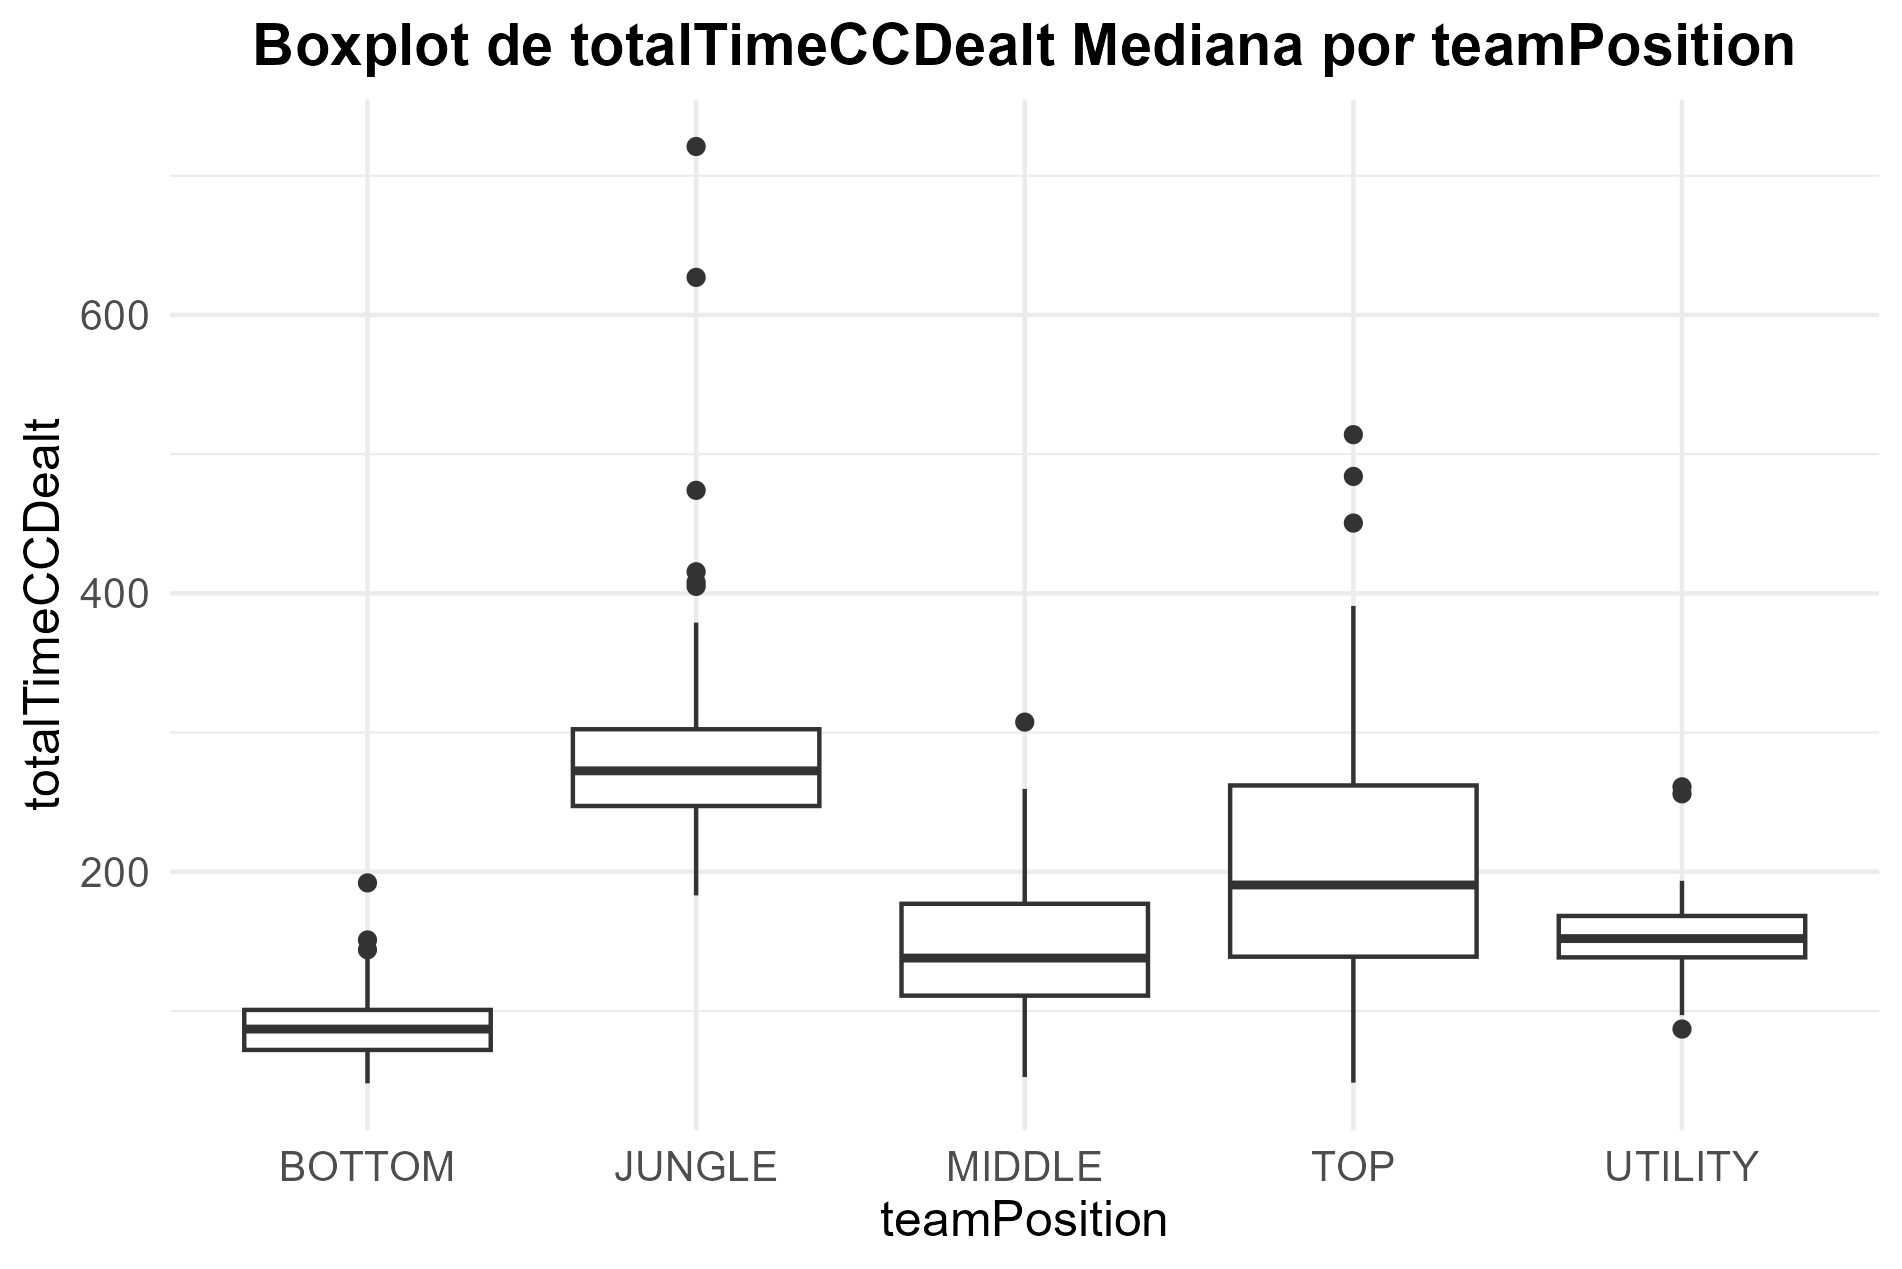 Boxplot de totalTimeCCDealt Mediana por teamPosition
totalTimeCCDealt
600
400
200
BOTTOM JUNGLE MIDDLE TOP UTILITY
teamPosition